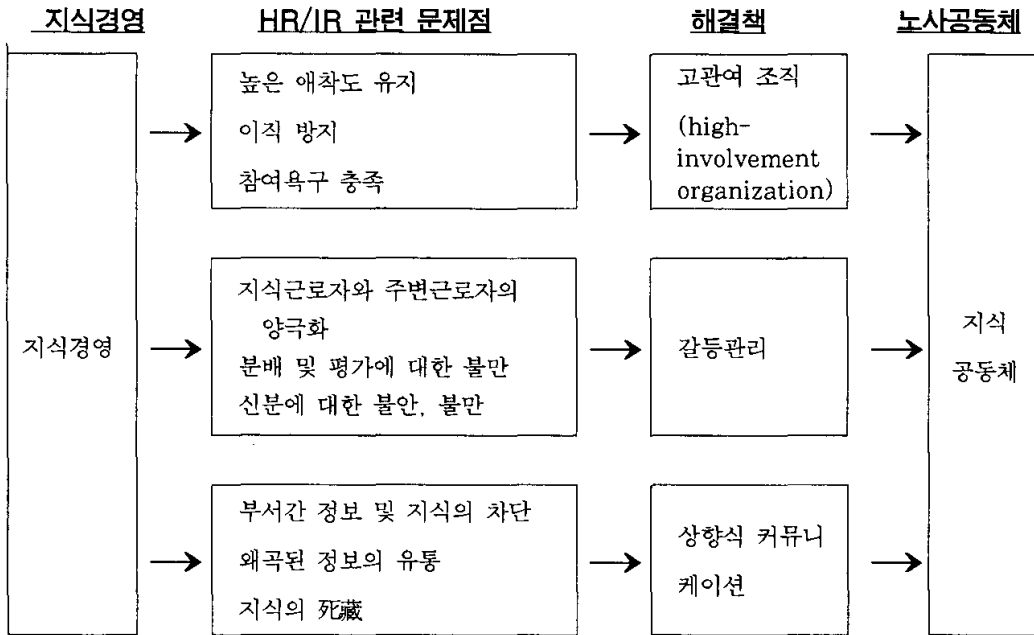 지식경영 HR/IR 관련 문제점 해결책 노사공동체
높은 애착도 유지
이직 방지
참여욕구 충족
고관여 조직
(high-
involvement
organization)
지식경영
지식근로자와 주변근로자의
양극화
분배 및 평가에 대한 불만
신분에 대한 불안, 불만
갈등관리
지식
공동체
부서간 정보 및 지식의 차단
왜곡된 정보의 유통
지식의 死藏
상향식 커뮤니
케이션